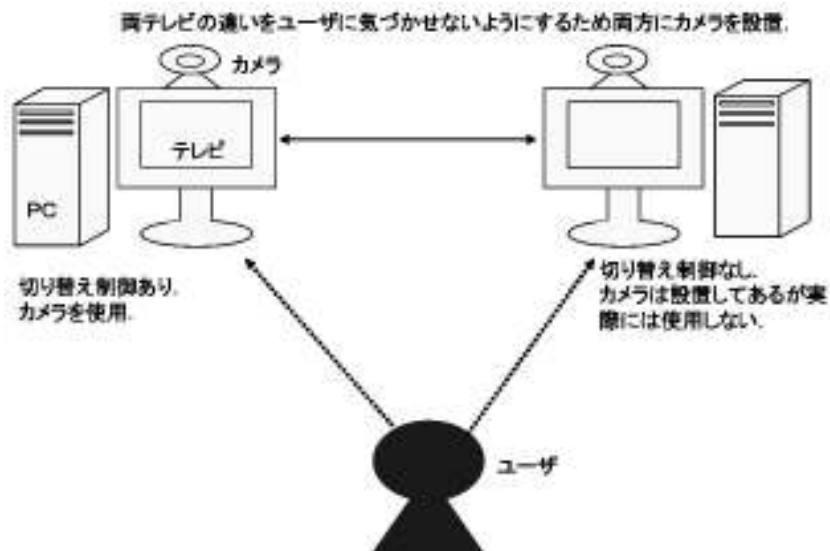 両テレビの違いをユーザに気づかせないようにするため両方にカメラを設置.
カメラ
テレビ
PC
切り替え制御あり.
カメラを使用.
切り替え制御なし.
カメラは設置してあるが実
際には使用しない.
ユーザ